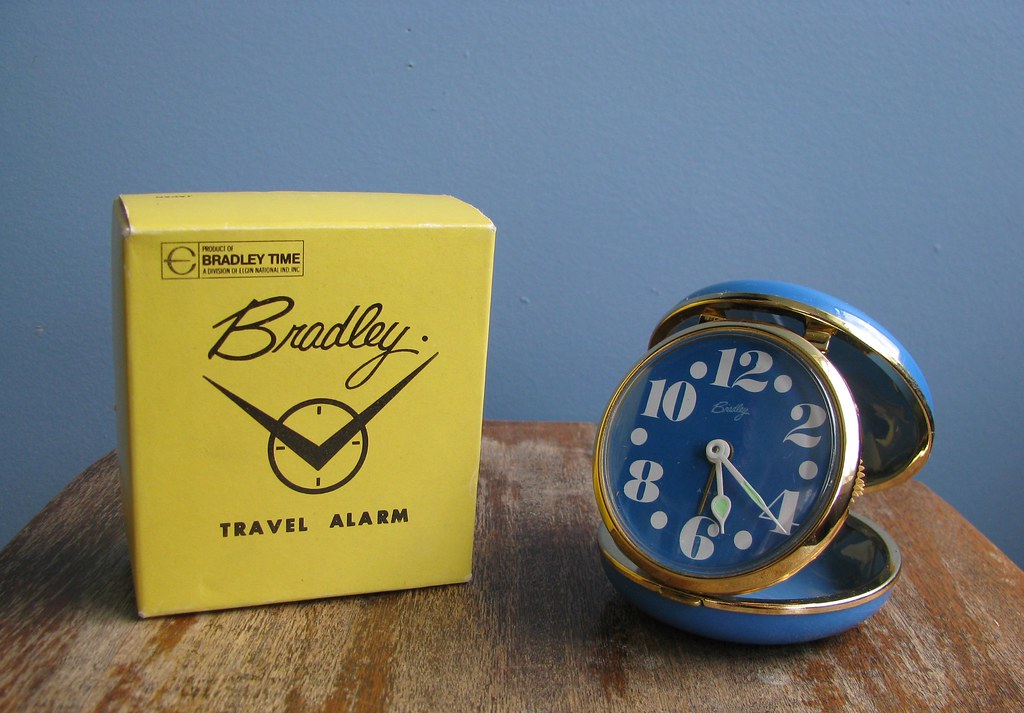 PRODUCT OF
BRADLEY TIME
A DIVISION OF ELGIN NATIONAL IND. INC.
Bradley.
TRAVEL ALARM
12
10
2
Bradley
8
4
6